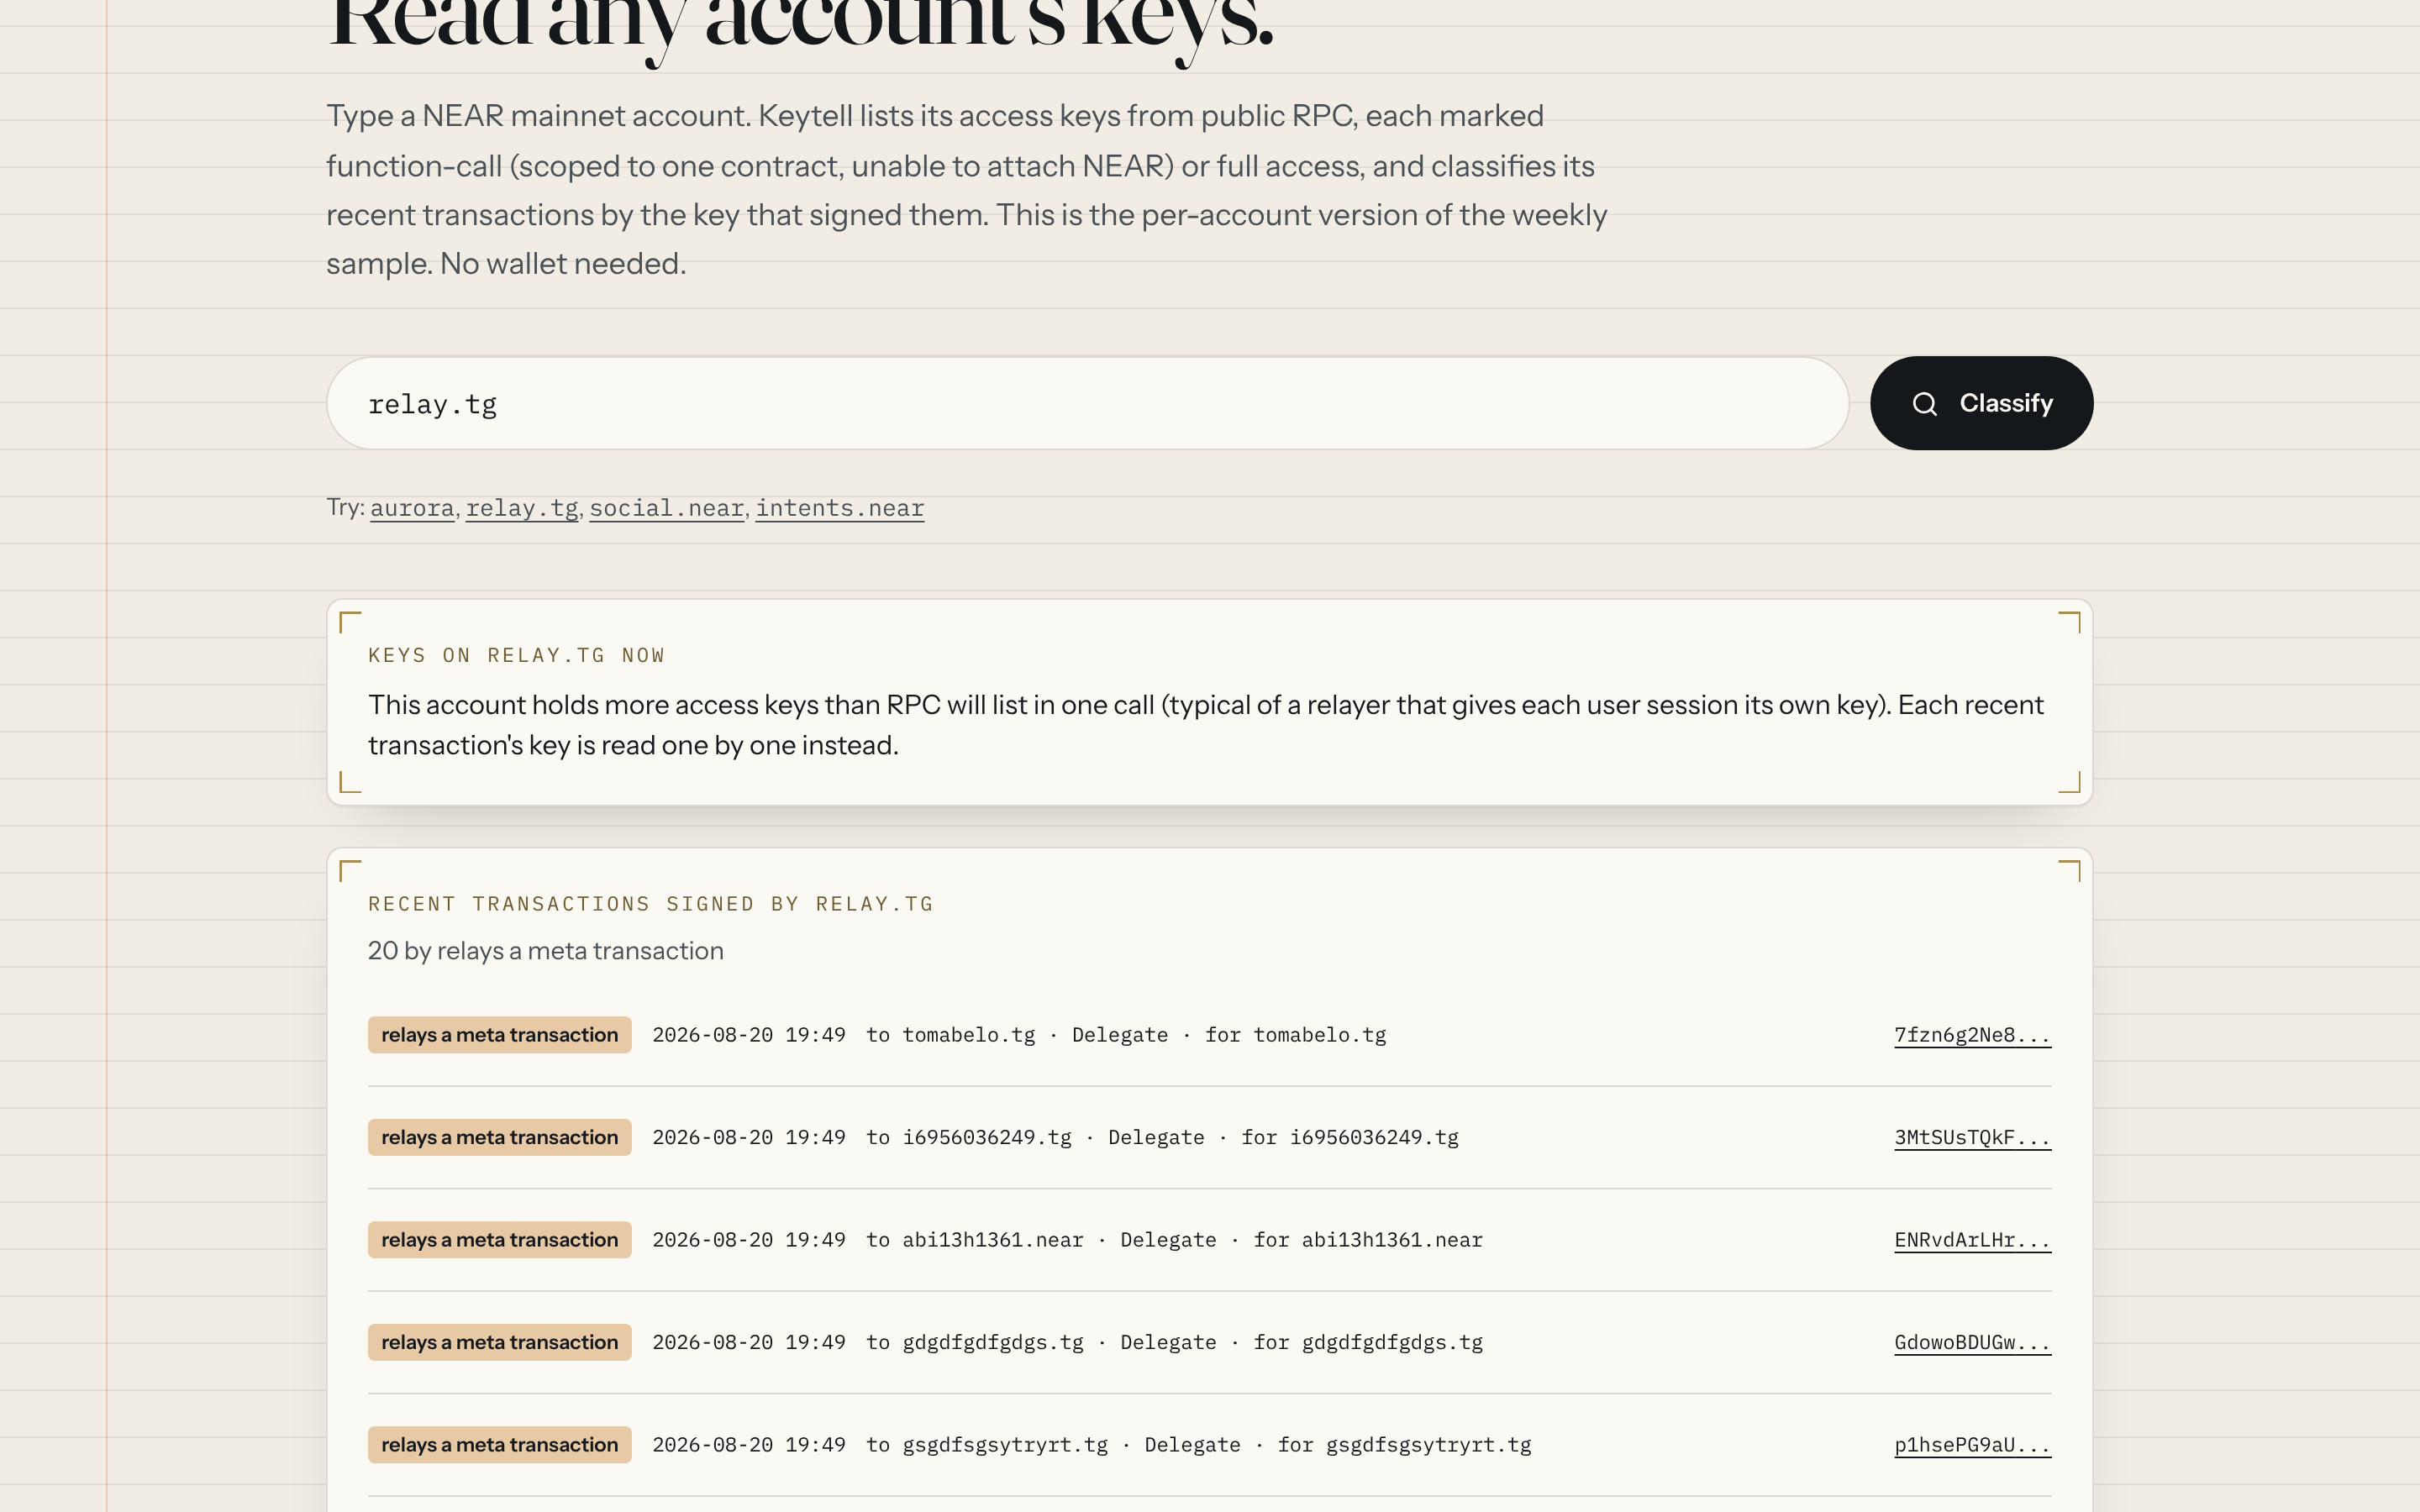 Read any account's keys.
Type a NEAR mainnet account. Keytell lists its access keys from public RPC, each marked
function-call (scoped to one contract, unable to attach NEAR) or full access, and classifies its
recent transactions by the key that signed them. This is the per-account version of the weekly
sample. No wallet needed.
relay.tg
Classify
Try: aurora, relay.tg, social.near, intents.near
KEYS ON RELAY.TG NOW
This account holds more access keys than RPC will list in one call (typical of a relayer that gives each user session its own key). Each recent
transaction's key is read one by one instead.
RECENT TRANSACTIONS SIGNED BY RELAY.TG
20 by relays a meta transaction
relays a meta transaction 2026-08-20 19:49 to tomabelo.tg · Delegate · for tomabelo.tg 7fzn6g2Ne8...
relays a meta transaction 2026-08-20 19:49 to i6956036249.tg · Delegate · for i6956036249.tg 3MtSUsTQkF...
relays a meta transaction 2026-08-20 19:49 to abi13h1361.near · Delegate · for abi13h1361.near ENRvdArLHr...
relays a meta transaction 2026-08-20 19:49 to gdgdfgdfgdgs.tg · Delegate · for gdgdfgdfgdgs.tg GdowoBDUGw...
relays a meta transaction 2026-08-20 19:49 to gsgdfsgsytryrt.tg · Delegate · for gsgdfsgsytryrt.tg p1hsePG9aU...